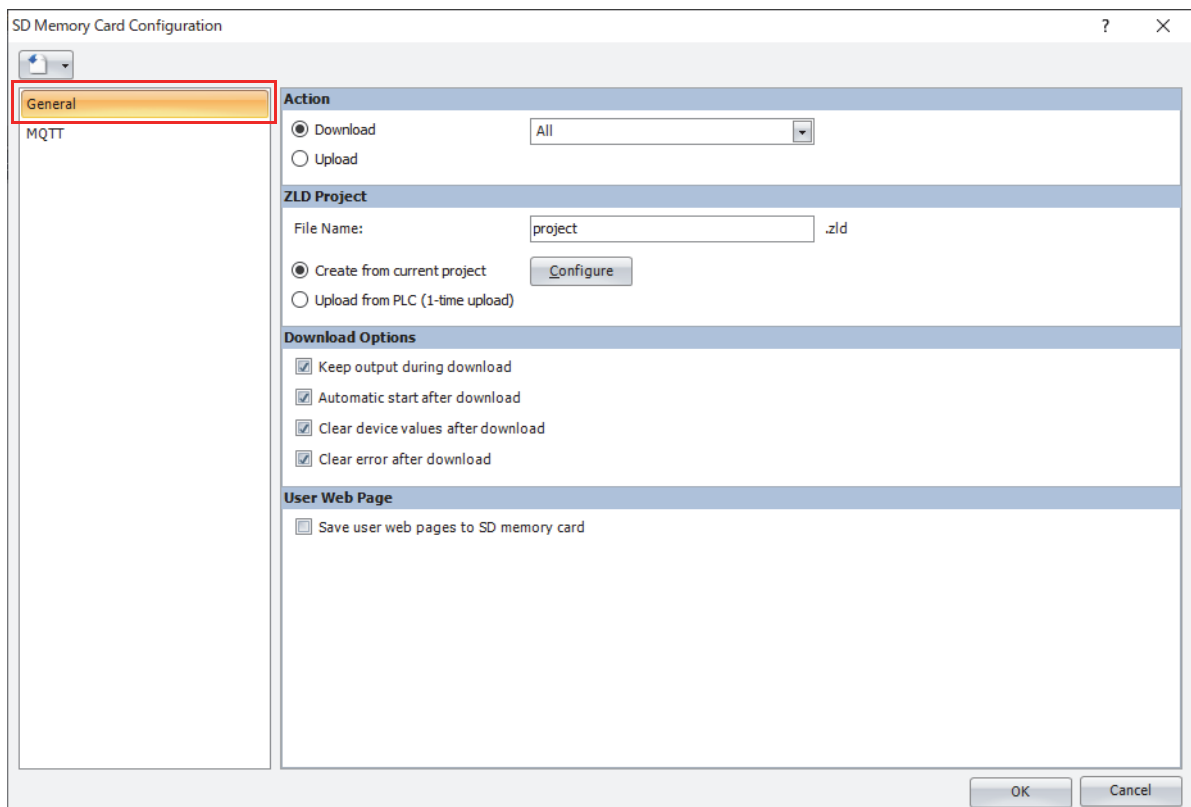 SD Memory Card Configuration
?
General
MQTT
Action
Download
All
Upload
ZLD Project
File Name:
project
.zld
Create from current project
Configure
Upload from PLC (1-time upload)
Download Options
Keep output during download
Automatic start after download
Clear device values after download
Clear error after download
User Web Page
Save user web pages to SD memory card
OK
Cancel